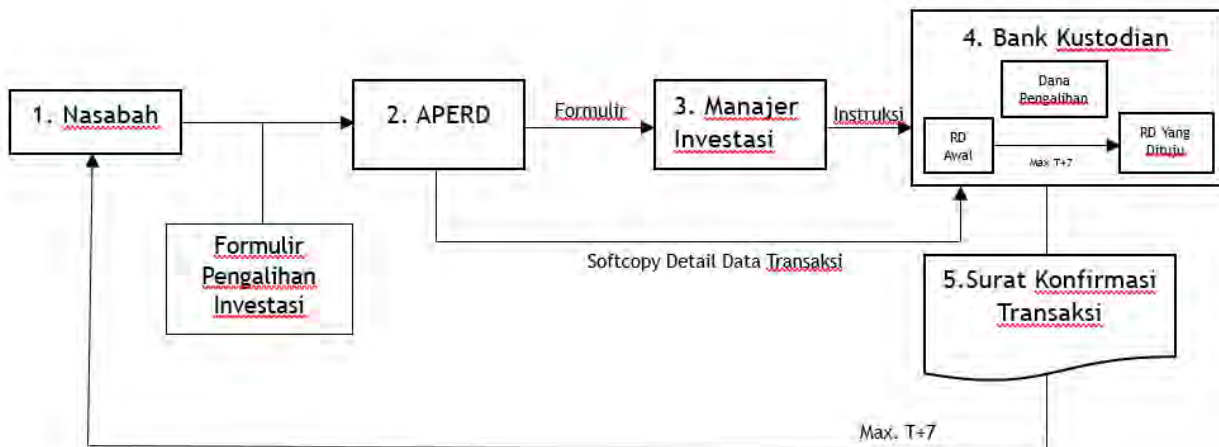 1. Nasabah
2. APERD
Formulir
3. Manajer
Investasi
Instruksi
4. Bank Kustodian
Dana
Pengalihan
RD
Awal
Max T+7
RD Yang
Dituju
Formulir
Pengalihan
Investasi
Softcopy Detail Data Transaksi
5.Surat Konfirmasi
Transaksi
Max. T+7